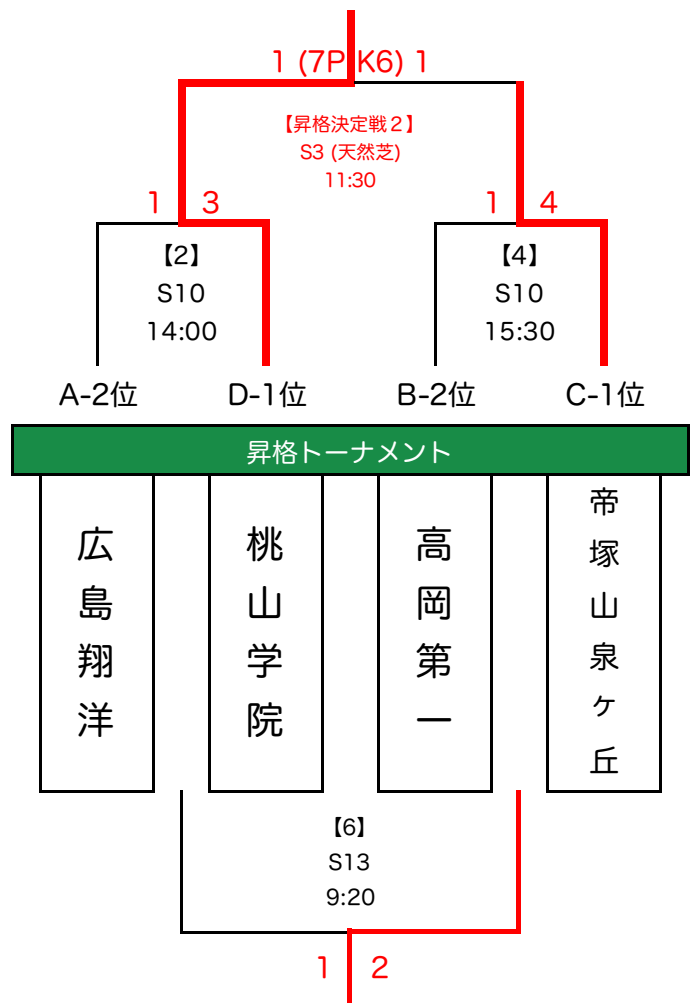 1 (7PK6) 1
【昇格決定戦2】
S3 (天然芝)
11:30
1 3
1 4
【2】
S10
14:00
【4】
S10
15:30
A-2位
D-1位
B-2位
C-1位
昇格トーナメント
広島翔洋
桃山学院
高岡第一
帝塚山泉ヶ丘
【6】
S13
9:20
1 2